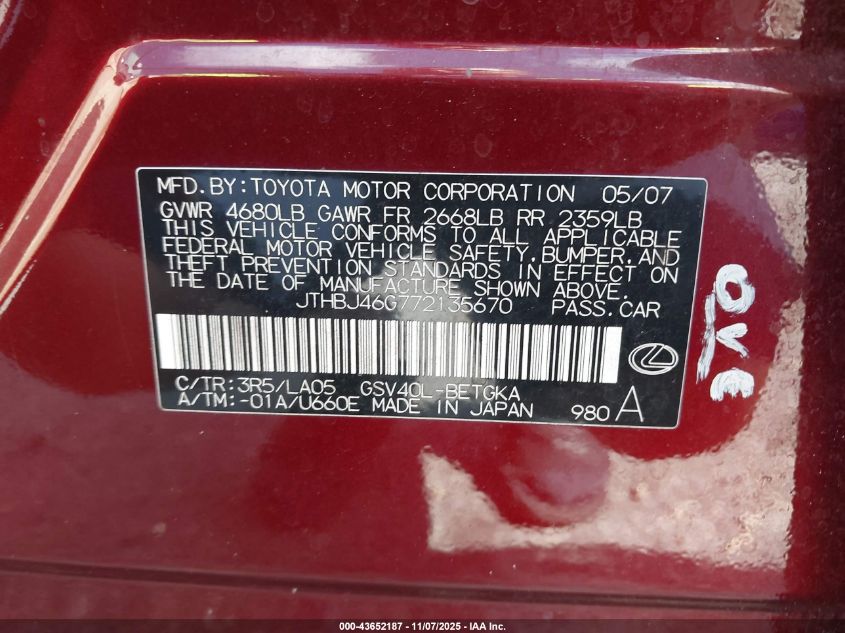 MFD.BY:TOYOTA MOTOR CORPORATION 05/07
GVWR 4680LB GAWR FR 2668LB RR 2359LB
THIS VEHICLE CONFORMS TO ALL APPLICABLE
FEDERAL MOTOR VEHICLE SAFETY,BUMPER,AND
THEFT PREVENTION STANDARDS IN EFFECT ON
THE DATE OF MANUFACTURE SHOWN ABOVE.
JTHBJ46G772135670 PASS.CAR
C/TR:3R5/LA05 GSV40L-BETGKA
A/TM:-01A/U660E MADE IN JAPAN 980 A
OVE
000-43652187 - 11/07/2025 - IAA Inc.